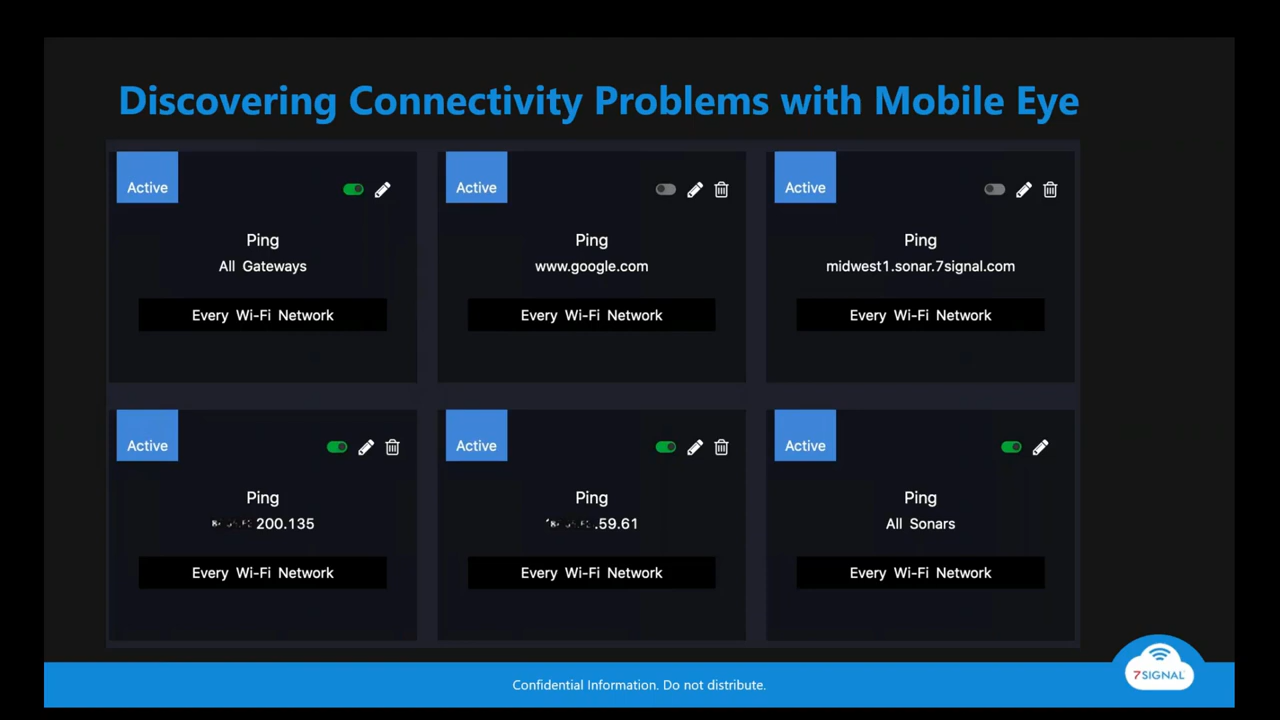 Discovering Connectivity Problems with Mobile Eye
Active
Ping
All Gateways
Every Wi-Fi Network
Active
Ping
www.google.com
Every Wi-Fi Network
Active
Ping
midwest1.sonar.7signal.com
Every Wi-Fi Network
Active
Ping
200.135
Every Wi-Fi Network
Active
Ping
.59.61
Every Wi-Fi Network
Active
Ping
All Sonars
Every Wi-Fi Network
Confidential Information. Do not distribute.
7SIGNAL